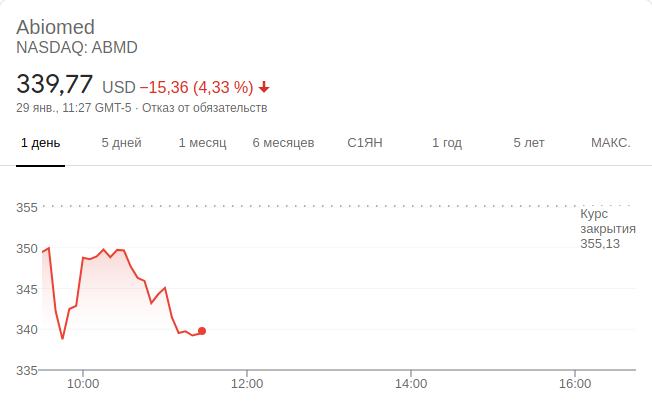 Abiomed
NASDAQ: ABMD
339,77 USD −15,36 (4,33 %)
29 янв., 11:27 GMT-5 · Отказ от обязательств
1 день 5 дней 1 месяц 6 месяцев С1ЯН 1 год 5 лет МАКС.
355
Курс
закрытия
355,13
350
345
340
335
10:00 12:00 14:00 16:00